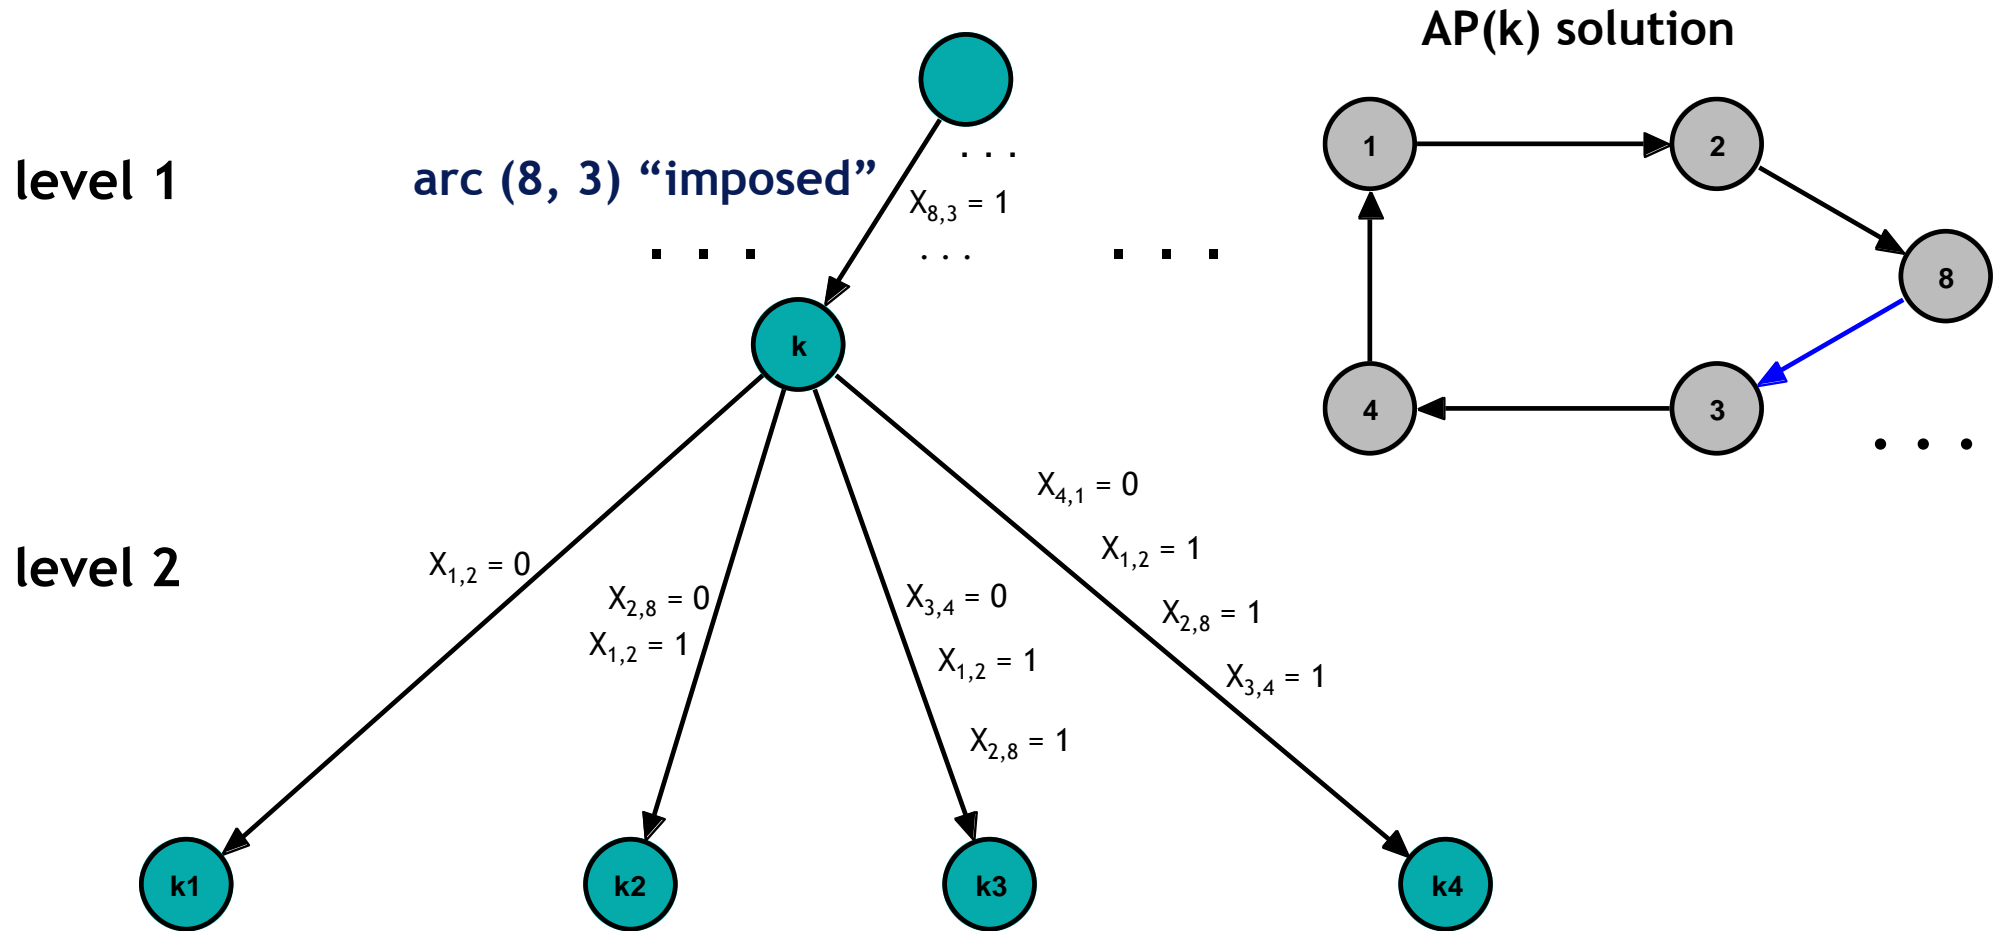 AP(k) solution
level 1
arc (8, 3) “imposed”
. . .
X8,3 = 1
. . .
. . .
. . .
k
1
2
8
4
3
. . .
level 2
X1,2 = 0
X2,8 = 0
X1,2 = 1
X3,4 = 0
X1,2 = 1
X2,8 = 1
X4,1 = 0
X1,2 = 1
X2,8 = 1
X3,4 = 1
k1
k2
k3
k4